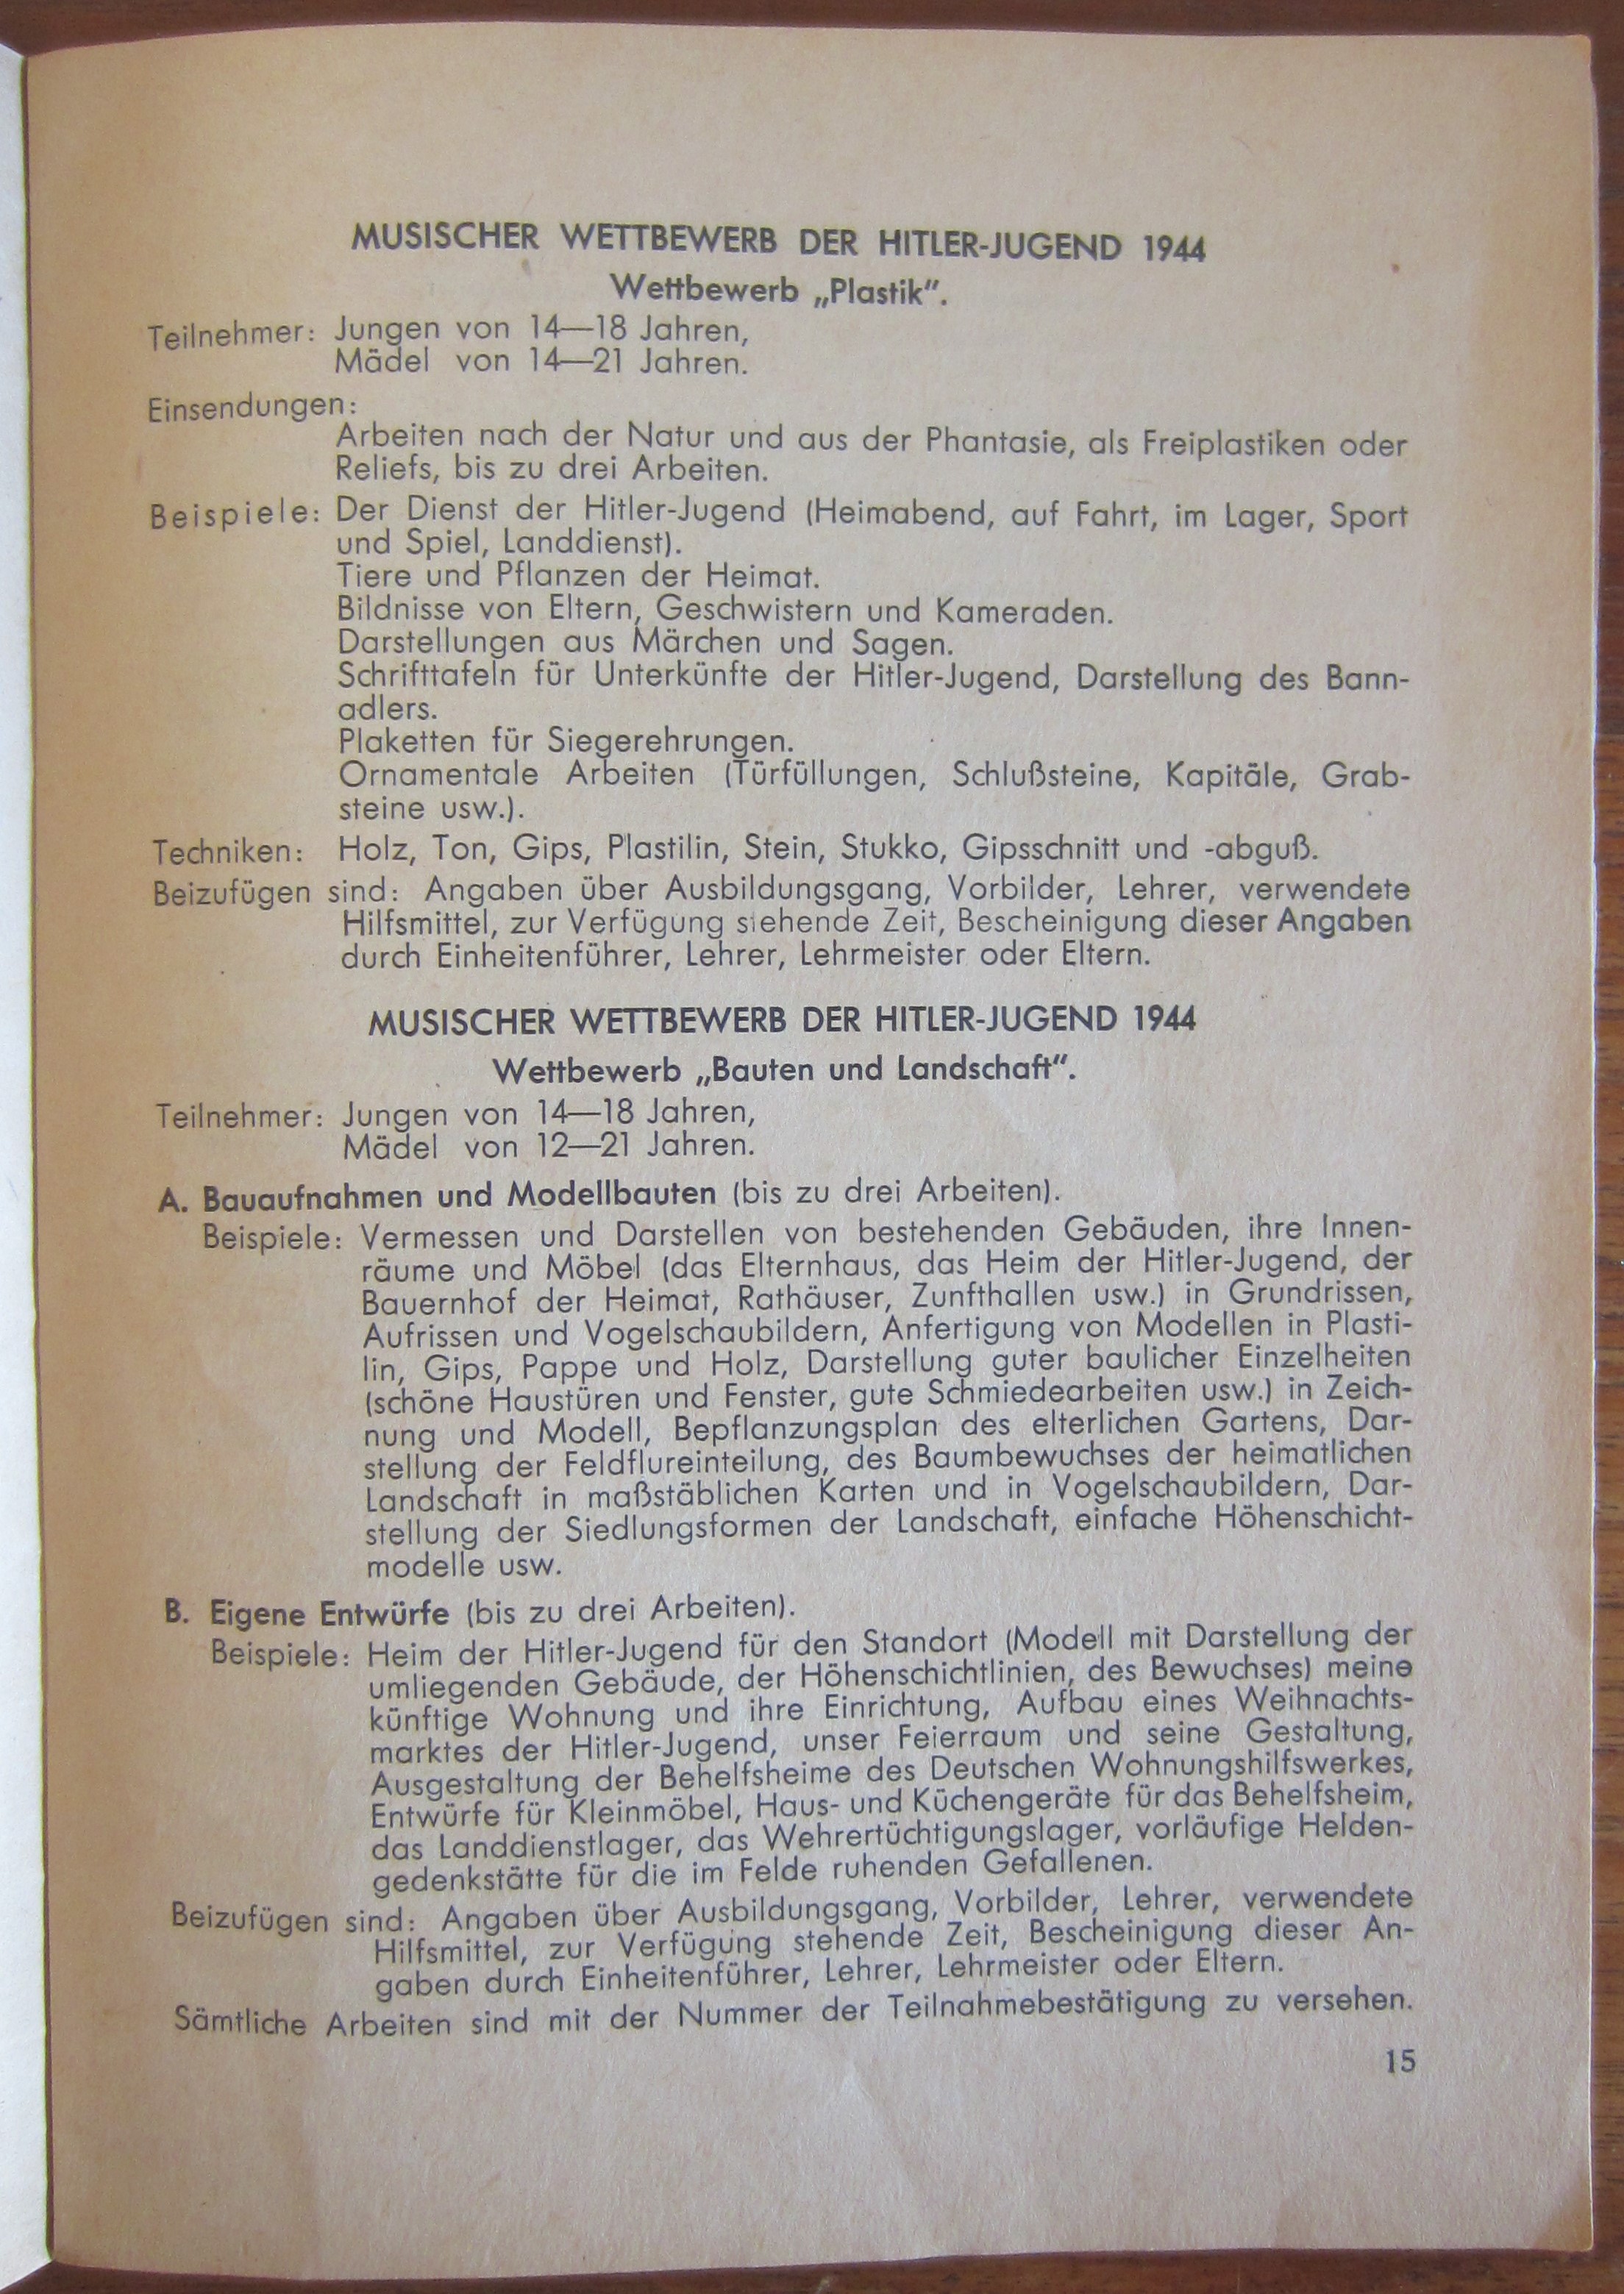 MUSISCHER WETTBEWERB DER HITLER-JUGEND 1944
Wettbewerb „Plastik“.
Teilnehmer: Jungen von 14—18 Jahren,
Mädel von 14—21 Jahren.
Einsendungen:
Arbeiten nach der Natur und aus der Phantasie, als Freiplastiken oder
Reliefs, bis zu drei Arbeiten.
Beispiele: Der Dienst der Hitler-Jugend (Heimabend, auf Fahrt, im Lager, Sport
und Spiel, Landdienst).
Tiere und Pflanzen der Heimat.
Bildnisse von Eltern, Geschwistern und Kameraden.
Darstellungen aus Märchen und Sagen.
Schrifttafeln für Unterkünfte der Hitler-Jugend, Darstellung des Bann-
adlers.
Plaketten für Siegerehrungen.
Ornamentale Arbeiten (Türfüllungen, Schlußsteine, Kapitäle, Grab-
steine usw.).
Techniken: Holz, Ton, Gips, Plastilin, Stein, Stukko, Gipsschnitt und -abguß.
Beizufügen sind: Angaben über Ausbildungsgang, Vorbilder, Lehrer, verwendete
Hilfsmittel, zur Verfügung stehende Zeit, Bescheinigung dieser Angaben
durch Einheitenführer, Lehrer, Lehrmeister oder Eltern.
MUSISCHER WETTBEWERB DER HITLER-JUGEND 1944
Wettbewerb „Bauten und Landschaft“.
Teilnehmer: Jungen von 14—18 Jahren,
Mädel von 12—21 Jahren.
A. Bauaufnahmen und Modellbauten (bis zu drei Arbeiten).
Beispiele: Vermessen und Darstellen von bestehenden Gebäuden, ihre Innen-
räume und Möbel (das Elternhaus, das Heim der Hitler-Jugend, der
Bauernhof der Heimat, Rathäuser, Zunfthallen usw.) in Grundrissen,
Aufrissen und Vogelschaubildern, Anfertigung von Modellen in Plasti-
lin, Gips, Pappe und Holz, Darstellung guter baulicher Einzelheiten
(schöne Haustüren und Fenster, gute Schmiedearbeiten usw.) in Zeich-
nung und Modell, Bepflanzungsplan des elterlichen Gartens, Dar-
stellung der Feldflureinteilung, des Baumbewuchses der heimatlichen
Landschaft in maßstäblichen Karten und in Vogelschaubildern, Dar-
stellung der Siedlungsformen der Landschaft, einfache Höhenschicht-
modelle usw.
B. Eigene Entwürfe (bis zu drei Arbeiten).
Beispiele: Heim der Hitler-Jugend für den Standort (Modell mit Darstellung der
umliegenden Gebäude, der Höhenschichtlinien, des Bewuchses) meine
künftige Wohnung und ihre Einrichtung, Aufbau eines Weihnachts-
marktes der Hitler-Jugend, unser Feierraum und seine Gestaltung,
Ausgestaltung der Behelfsheime des Deutschen Wohnungshilfswerkes,
Entwürfe für Kleinmöbel, Haus- und Küchengeräte für das Behelfsheim,
das Landdienstlager, das Wehrertüchtigungslager, vorläufige Helden-
gedenkstätte für die im Felde ruhenden Gefallenen.
Beizufügen sind: Angaben über Ausbildungsgang, Vorbilder, Lehrer, verwendete
Hilfsmittel, zur Verfügung stehende Zeit, Bescheinigung dieser An-
gaben durch Einheitenführer, Lehrer, Lehrmeister oder Eltern.
Sämtliche Arbeiten sind mit der Nummer der Teilnahmebestätigung zu versehen.
15